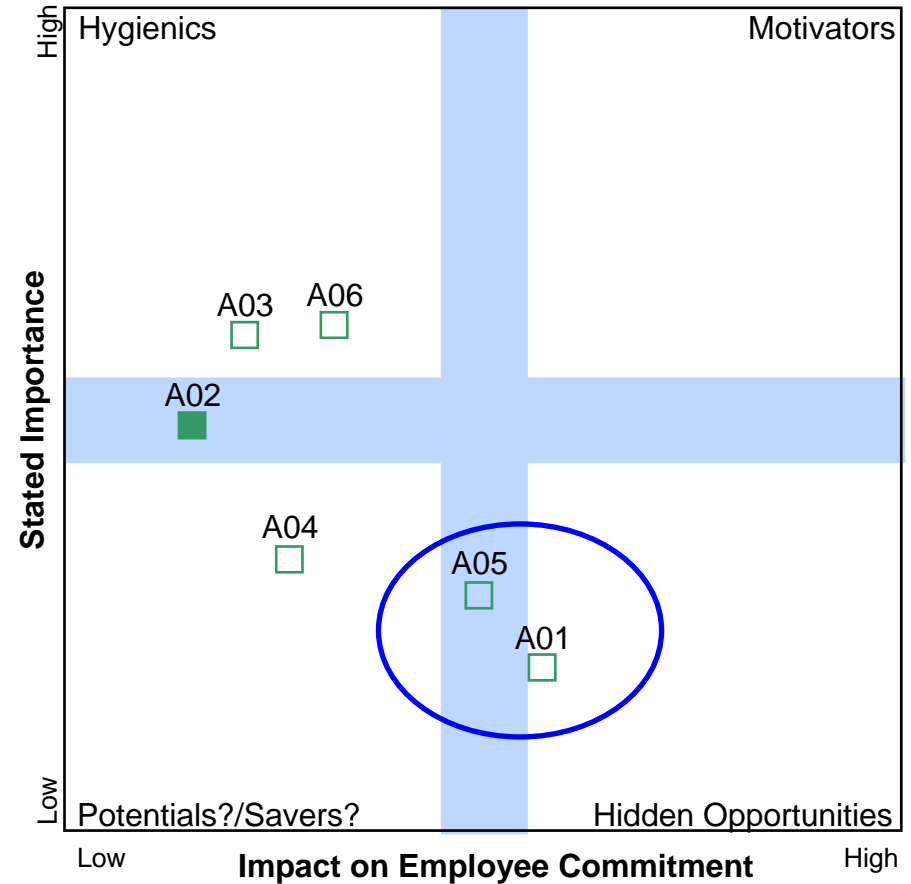 High
Hygienics
Motivators
A03
A06
A02
Stated Importance
A04
A05
A01
Low
Potentials?/Savers?
Hidden Opportunities
Low
Impact on Employee Commitment
High